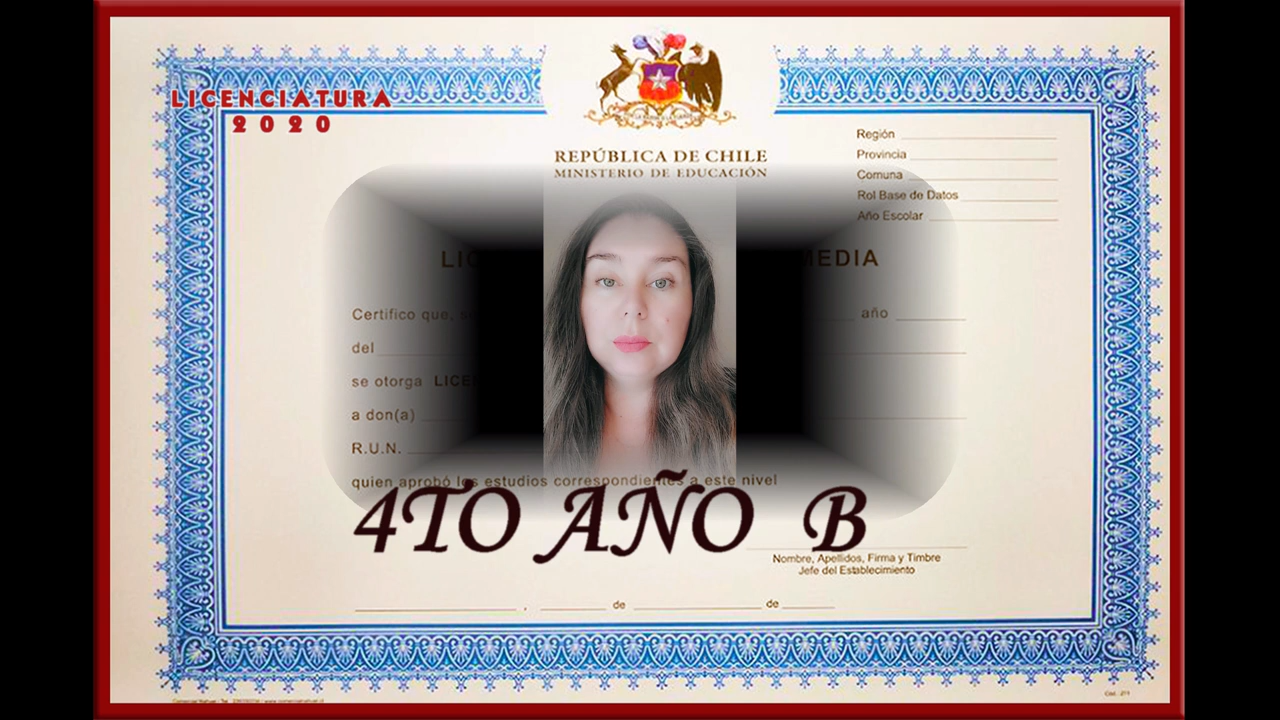 LICENCIATURA
2020
REPÚBLICA DE CHILE
MINISTERIO DE EDUCACIÓN
Región
Provincia
Comuna
Rol Base de Datos
Año Escolar
LIC MEDIA
Certifico que, se año
del
se otorga LICE
a don(a)
R.U.N.
quien aprobó los estudios correspondientes a este nivel
4TO AÑO B
Nombre, Apellidos, Firma y Timbre
Jefe del Establecimiento
, de de